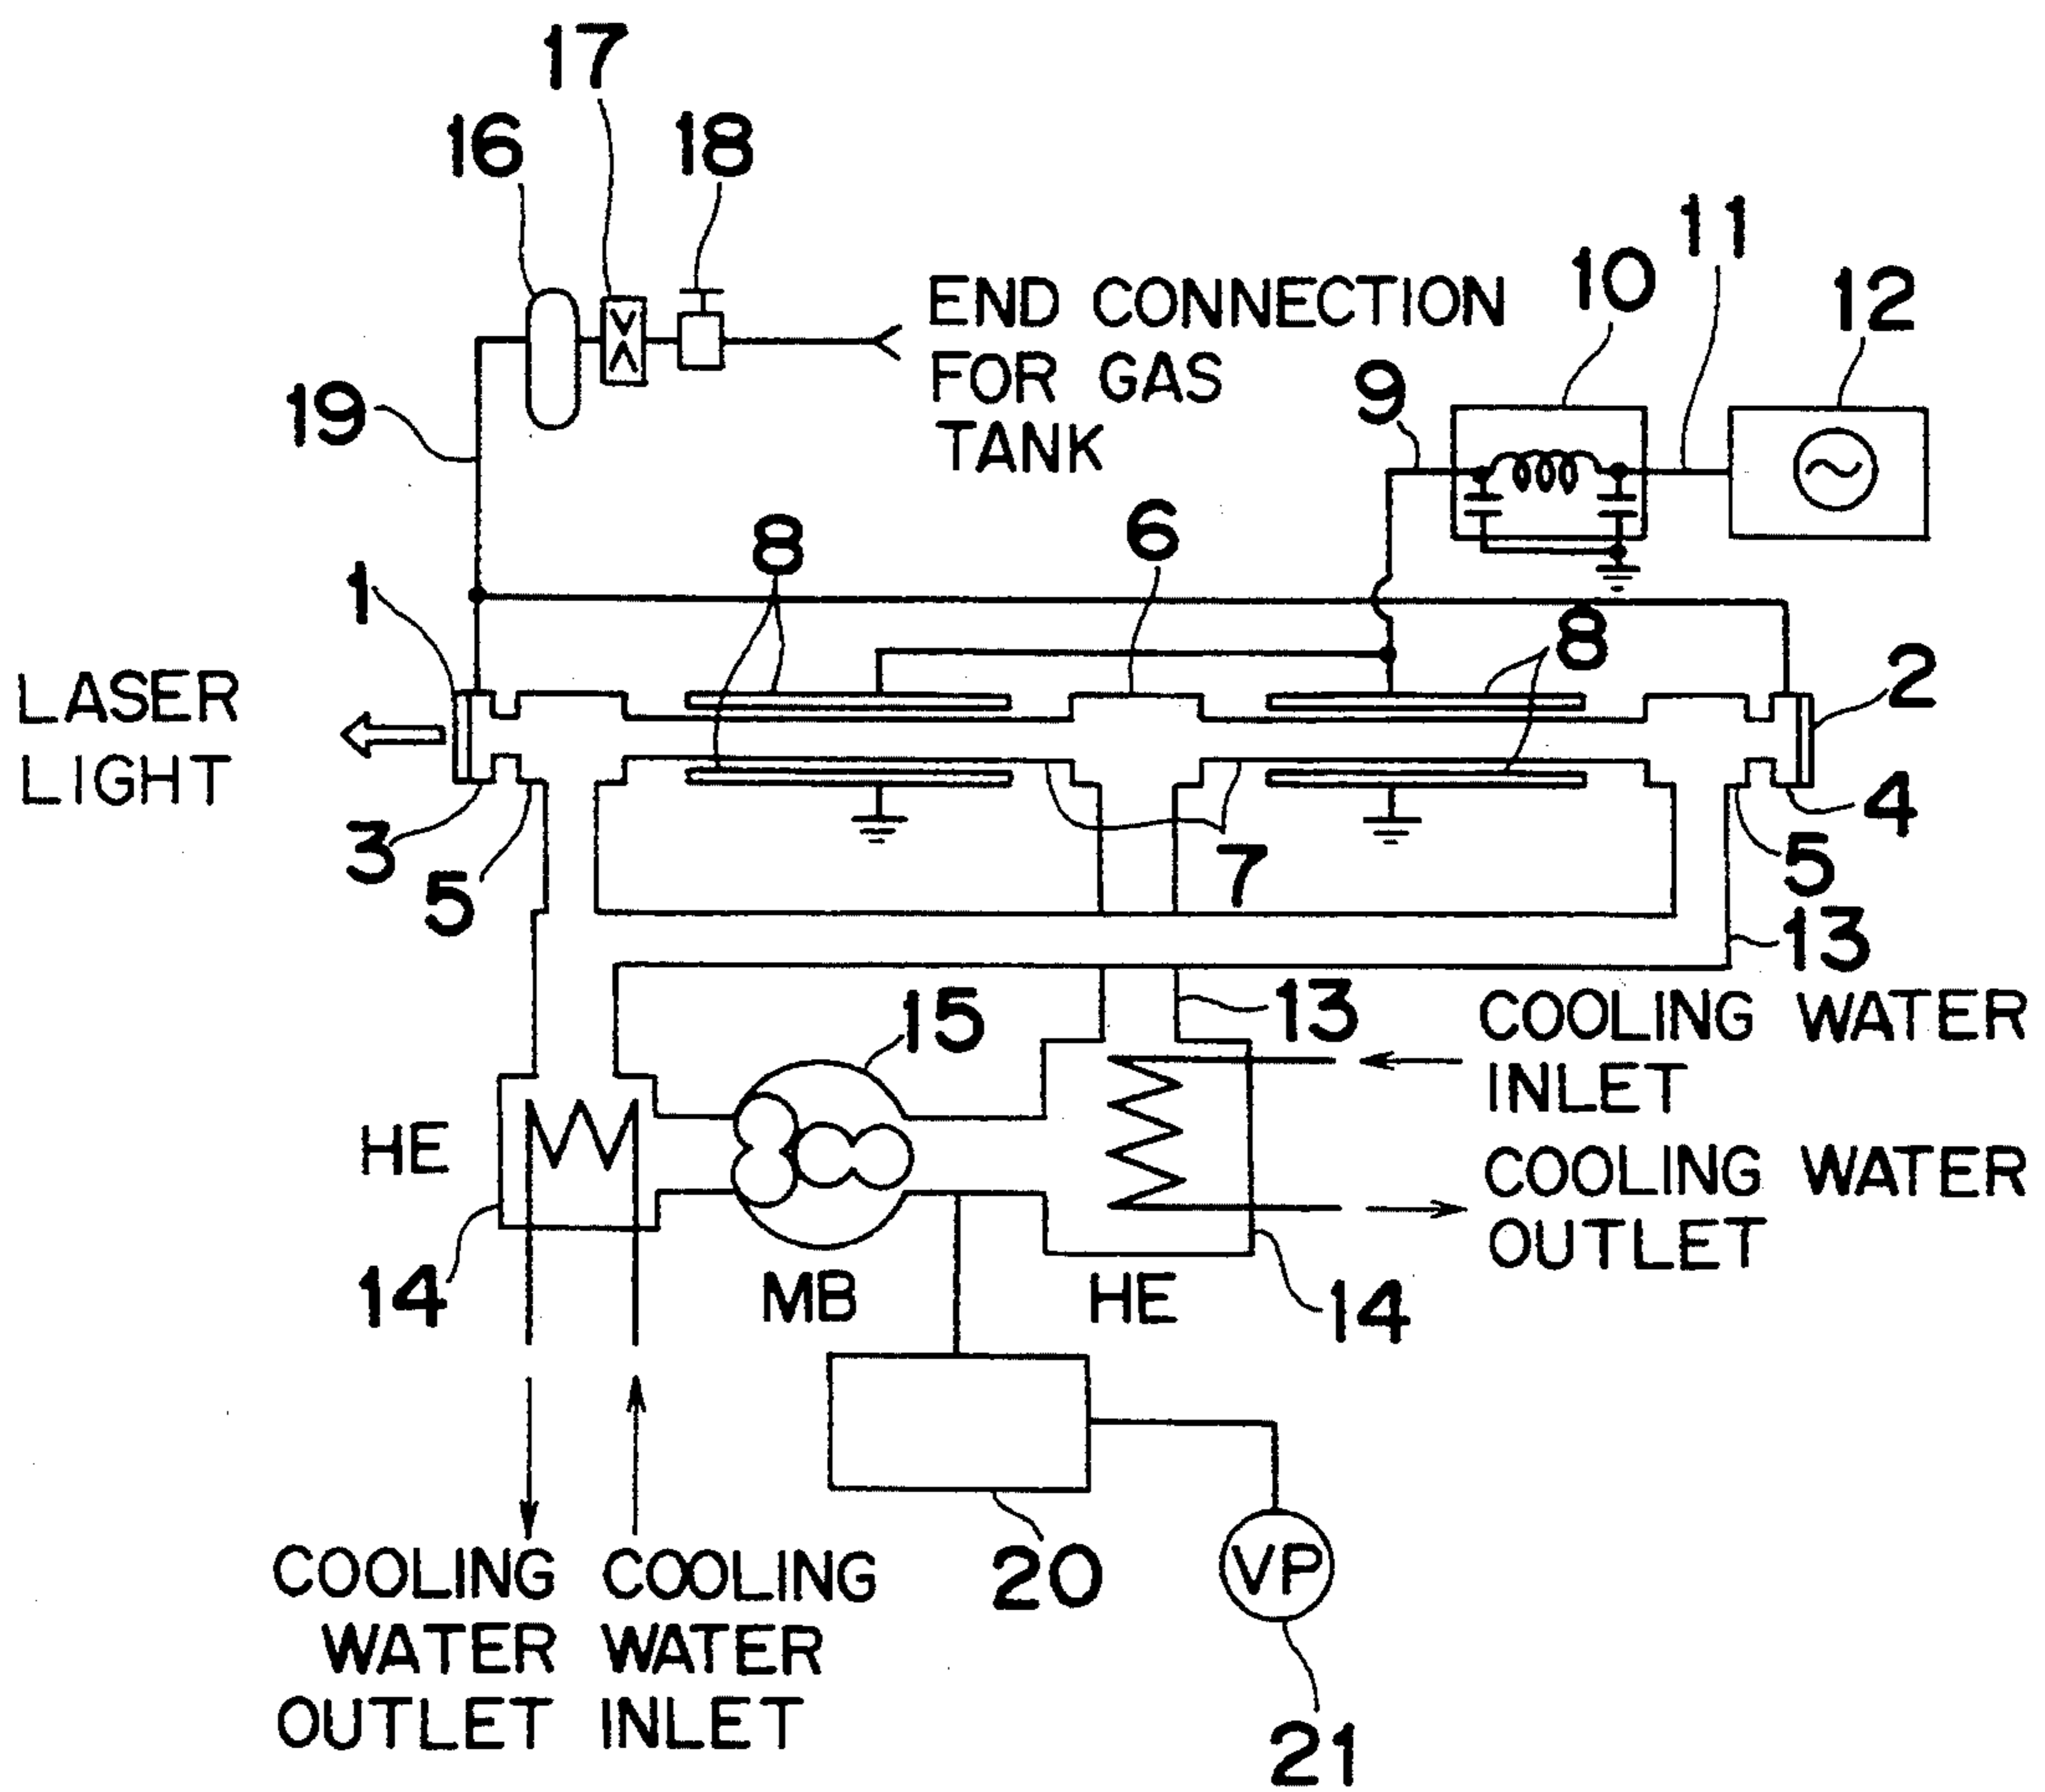 17
16
18
11
10
12
END CONNECTION
FOR GAS
TANK
19
9
8
6
1
8
2
LASER
LIGHT
3
5
7
4
5
13
15
13
COOLING WATER
INLET
HE
COOLING WATER
OUTLET
14
MB
HE
14
COOLING
WATER
OUTLET
COOLING
WATER
INLET
20
VP
21